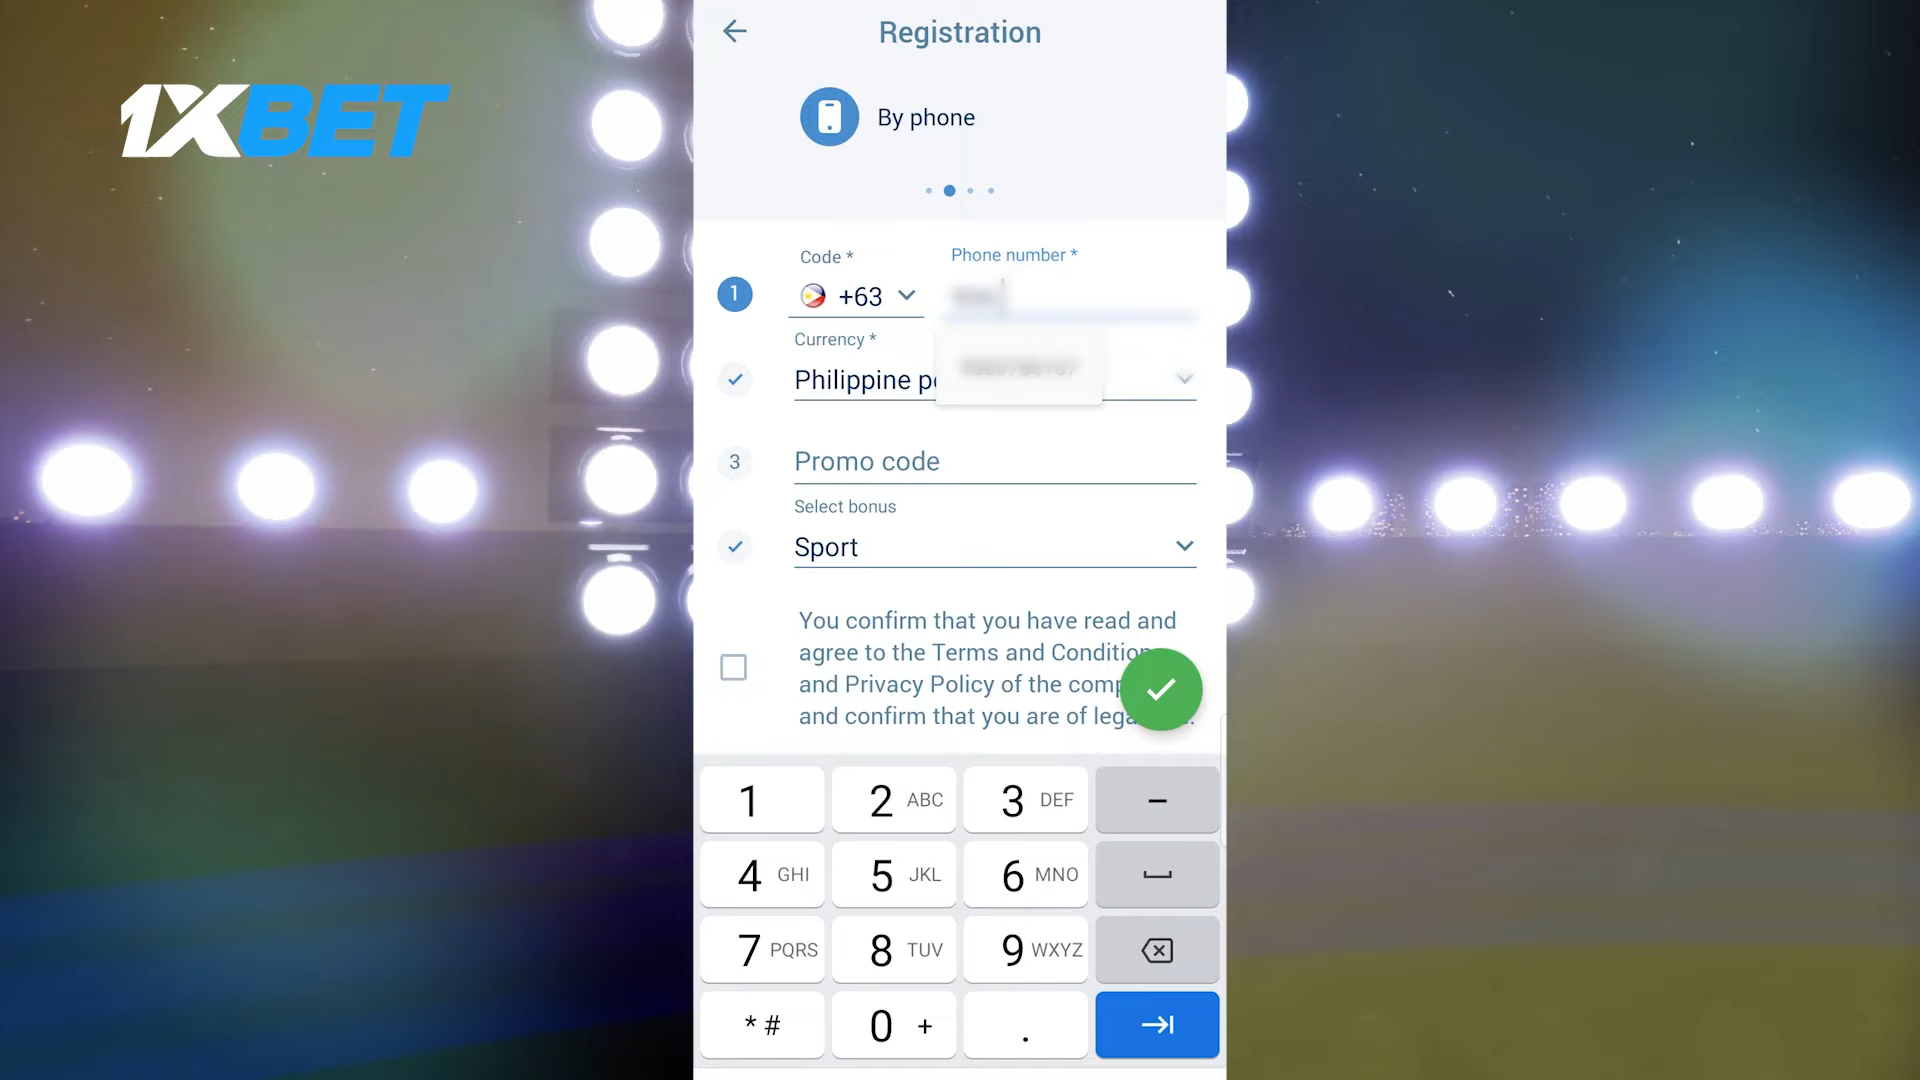 Registration
1XBET
By phone
Code *
Phone number *
1
+63
Currency *
Philippine pe
3
Promo code
Select bonus
Sport
You confirm that you have read and
agree to the Terms and Condition
and Privacy Policy of the comp
and confirm that you are of lega
1
2 ABC
3 DEF
–
4 GHI
5 JKL
6 MNO
7 PQRS
8 TUV
9 WXYZ
* #
0 +
.